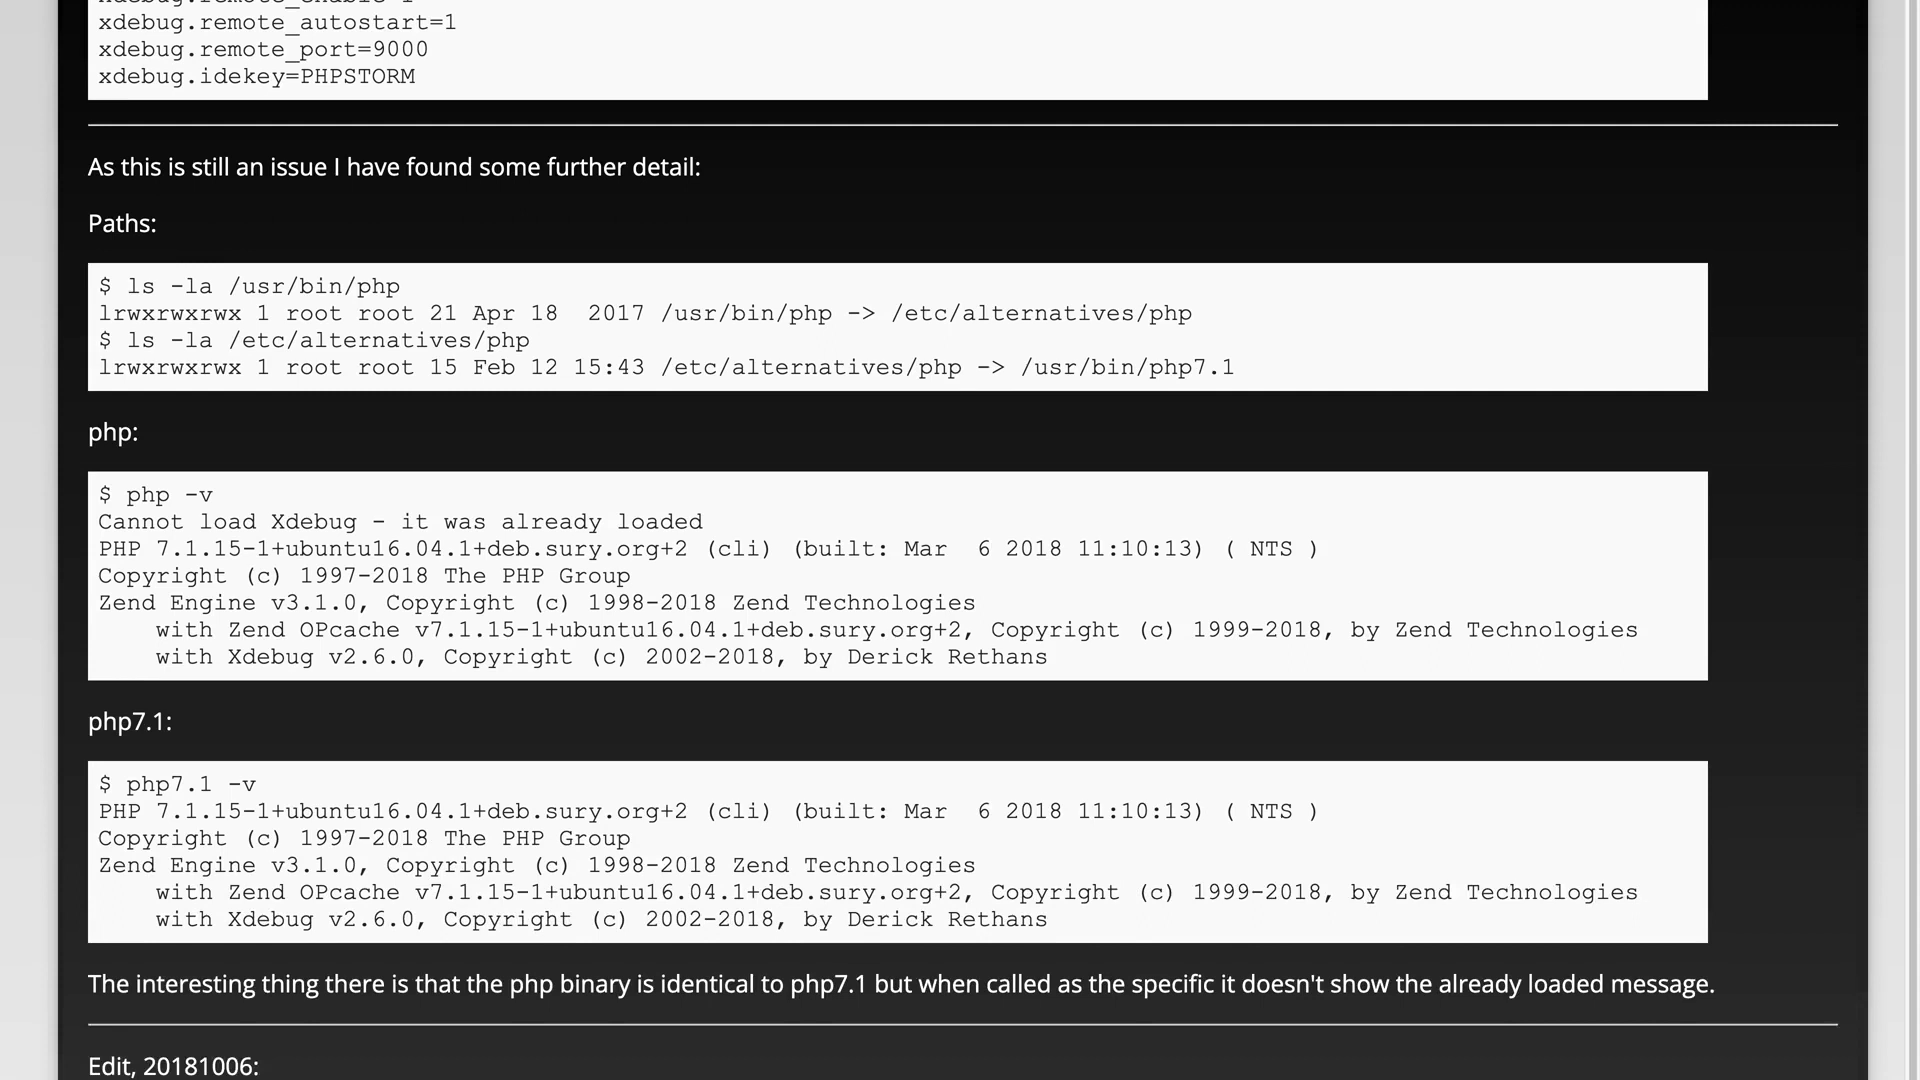 xdebug.remote_enable=1
xdebug.remote_autostart=1
xdebug.remote_port=9000
xdebug.idekey=PHPSTORM
As this is still an issue I have found some further detail:
Paths:
$ ls -la /usr/bin/php
lrwxrwxrwx 1 root root 21 Apr 18  2017 /usr/bin/php -> /etc/alternatives/php
$ ls -la /etc/alternatives/php
lrwxrwxrwx 1 root root 15 Feb 12 15:43 /etc/alternatives/php -> /usr/bin/php7.1
php:
$ php -v
Cannot load Xdebug - it was already loaded
PHP 7.1.15-1+ubuntu16.04.1+deb.sury.org+2 (cli) (built: Mar  6 2018 11:10:13) ( NTS )
Copyright (c) 1997-2018 The PHP Group
Zend Engine v3.1.0, Copyright (c) 1998-2018 Zend Technologies
    with Zend OPcache v7.1.15-1+ubuntu16.04.1+deb.sury.org+2, Copyright (c) 1999-2018, by Zend Technologies
    with Xdebug v2.6.0, Copyright (c) 2002-2018, by Derick Rethans
php7.1:
$ php7.1 -v
PHP 7.1.15-1+ubuntu16.04.1+deb.sury.org+2 (cli) (built: Mar  6 2018 11:10:13) ( NTS )
Copyright (c) 1997-2018 The PHP Group
Zend Engine v3.1.0, Copyright (c) 1998-2018 Zend Technologies
    with Zend OPcache v7.1.15-1+ubuntu16.04.1+deb.sury.org+2, Copyright (c) 1999-2018, by Zend Technologies
    with Xdebug v2.6.0, Copyright (c) 2002-2018, by Derick Rethans
The interesting thing there is that the php binary is identical to php7.1 but when called as the specific it doesn't show the already loaded message.
Edit, 20181006: